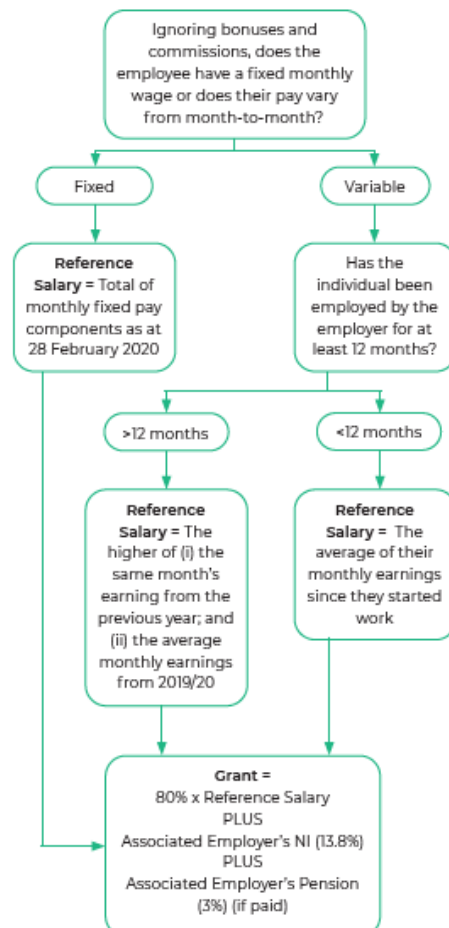 Ignoring bonuses and
commissions, does the
employee have a fixed monthly
wage or does their pay vary
from month-to-month?
Fixed
Variable
Reference
Salary = Total of
monthly fixed pay
components as at
28 February 2020
Has the
individual been
employed by the
employer for at
least 12 months?
>12 months
<12 months
Reference
Salary = The
higher of (i) the
same month's
earning from the
previous year; and
(ii) the average
monthly earnings
from 2019/20
Reference
Salary = The
average of their
monthly earnings
since they started
work
Grant =
80% x Reference Salary
PLUS
Associated Employer's NI (13.8%)
PLUS
Associated Employer's Pension
(3%) (if paid)